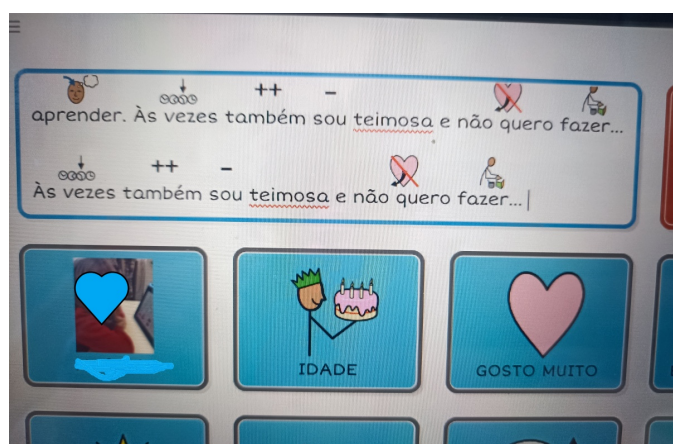 ++ –
aprender. Às vezes também sou teimosa e não quero fazer...
++ –
Às vezes também sou teimosa e não quero fazer...
IDADE
GOSTO MUITO